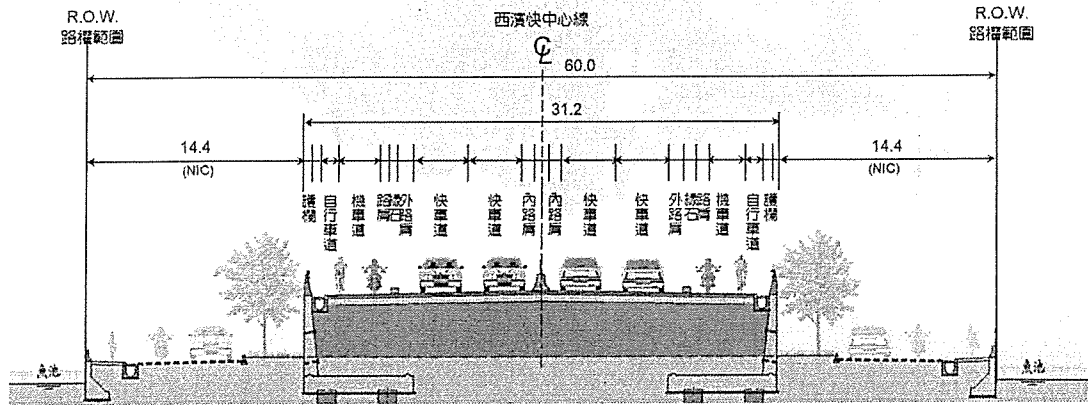 R.O.W.
路權範圍
西濱快中心線
R.O.W.
路權範圍
CL
60.0
31.2
14.4
(NIC)
14.4
(NIC)
護欄
自行車道
機車道
路肩
緣石
外路肩
快車道
快車道
內路肩
內路肩
快車道
快車道
外路肩
緣石
路肩
機車道
自行車道
護欄
魚池
魚池